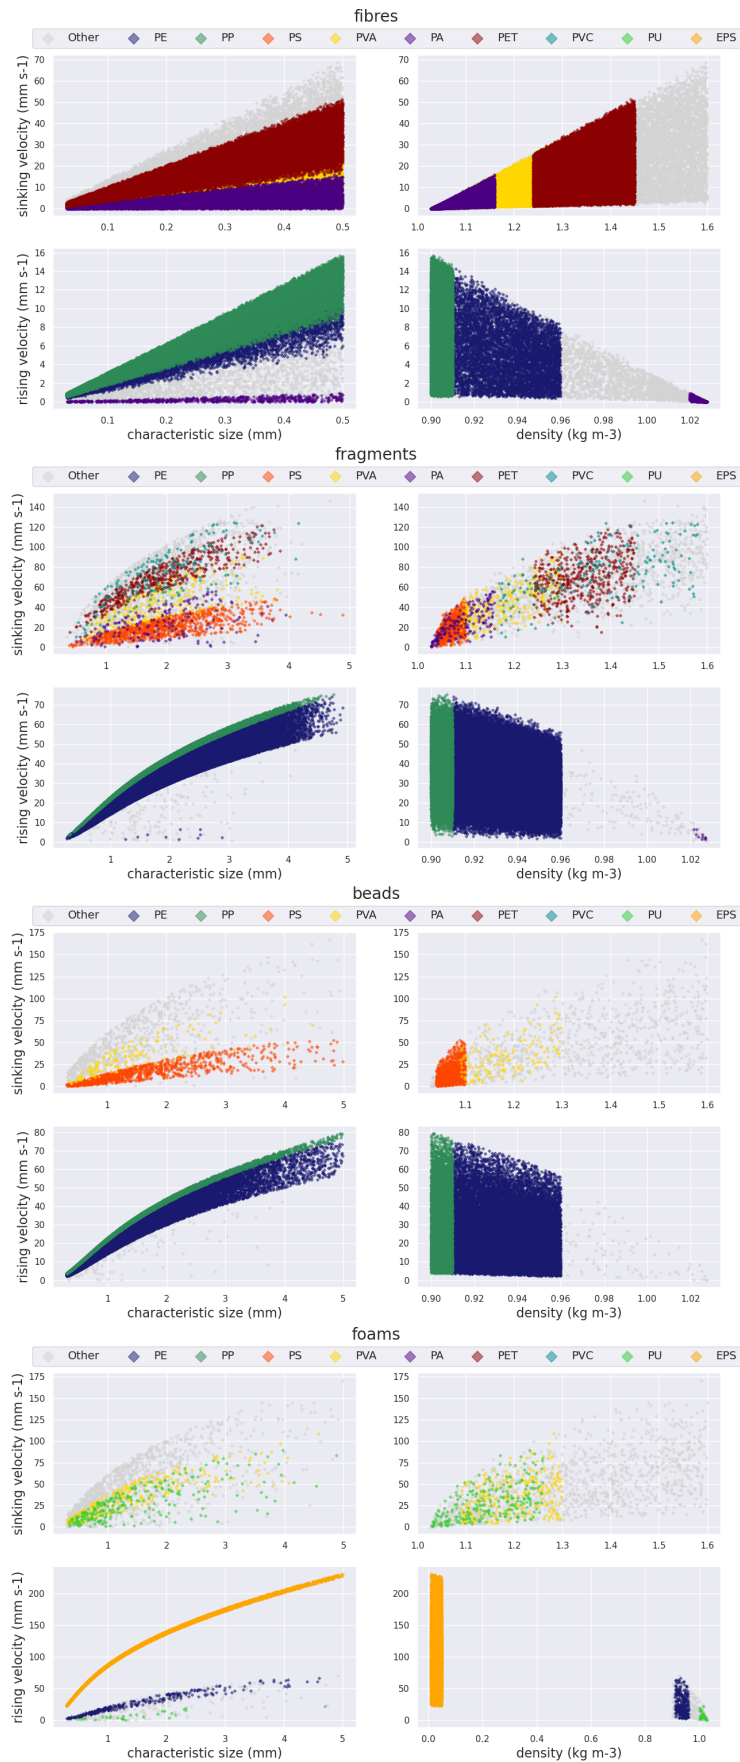 fibres
Other PE PP PS PVA PA PET PVC PU EPS
sinking velocity (mm s-1)
70
60
50
40
30
20
10
0
0.1 0.2 0.3 0.4 0.5
1.0 1.1 1.2 1.3 1.4 1.5 1.6
rising velocity (mm s-1)
16
14
12
10
8
6
4
2
0
0.1 0.2 0.3 0.4 0.5
0.90 0.92 0.94 0.96 0.98 1.00 1.02
characteristic size (mm)
density (kg m-3)
fragments
Other PE PP PS PVA PA PET PVC PU EPS
sinking velocity (mm s-1)
140
120
100
80
60
40
20
0
1 2 3 4 5
1.0 1.1 1.2 1.3 1.4 1.5 1.6
rising velocity (mm s-1)
70
60
50
40
30
20
10
0
1 2 3 4 5
0.90 0.92 0.94 0.96 0.98 1.00 1.02
characteristic size (mm)
density (kg m-3)
beads
Other PE PP PS PVA PA PET PVC PU EPS
sinking velocity (mm s-1)
175
150
125
100
75
50
25
0
1 2 3 4 5
1.1 1.2 1.3 1.4 1.5 1.6
rising velocity (mm s-1)
80
70
60
50
40
30
20
10
0
1 2 3 4 5
0.90 0.92 0.94 0.96 0.98 1.00 1.02
characteristic size (mm)
density (kg m-3)
foams
Other PE PP PS PVA PA PET PVC PU EPS
sinking velocity (mm s-1)
175
150
125
100
75
50
25
0
1 2 3 4 5
1.0 1.1 1.2 1.3 1.4 1.5 1.6
rising velocity (mm s-1)
200
150
100
50
0
1 2 3 4 5
0.0 0.2 0.4 0.6 0.8 1.0
characteristic size (mm)
density (kg m-3)